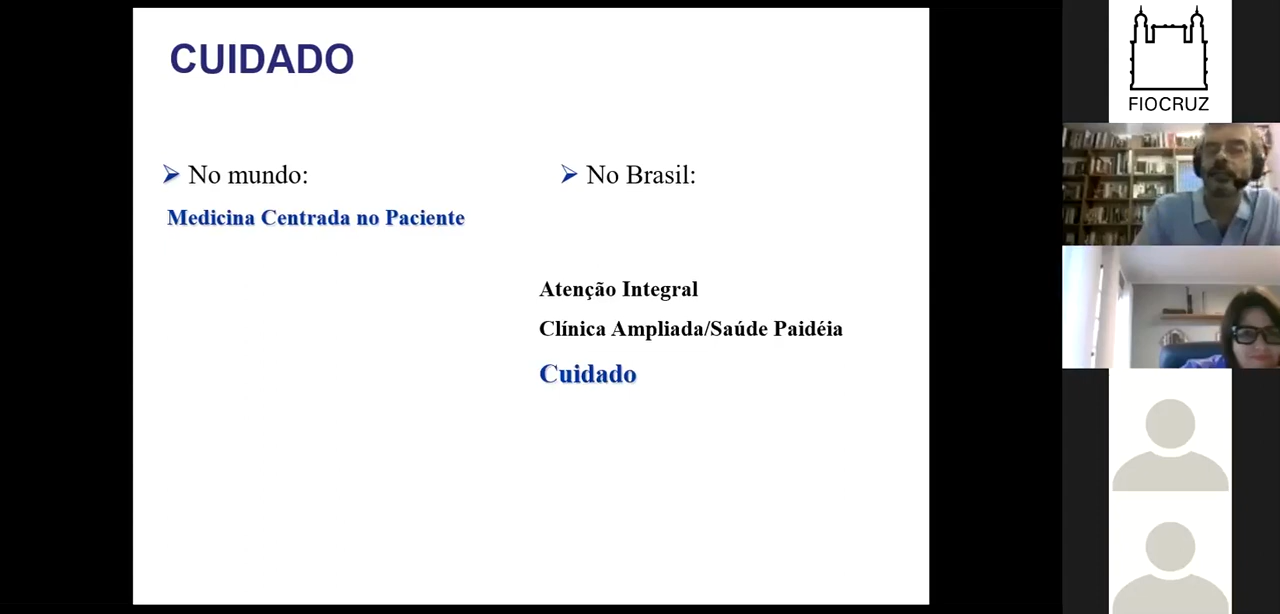 CUIDADO
No mundo:
Medicina Centrada no Paciente
No Brasil:
Atenção Integral
Clínica Ampliada/Saúde Paidéia
Cuidado
FIOCRUZ